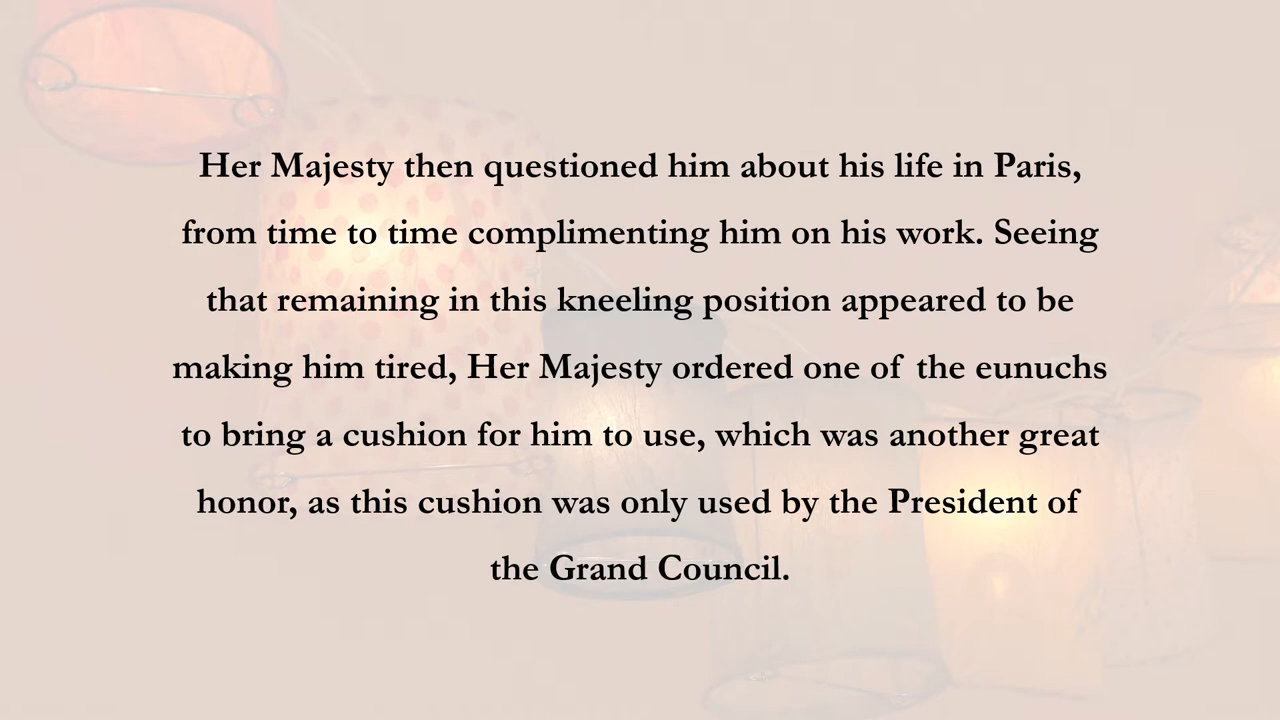 Her Majesty then questioned him about his life in Paris,
from time to time complimenting him on his work. Seeing
that remaining in this kneeling position appeared to be
making him tired, Her Majesty ordered one of the eunuchs
to bring a cushion for him to use, which was another great
honor, as this cushion was only used by the President of
the Grand Council.